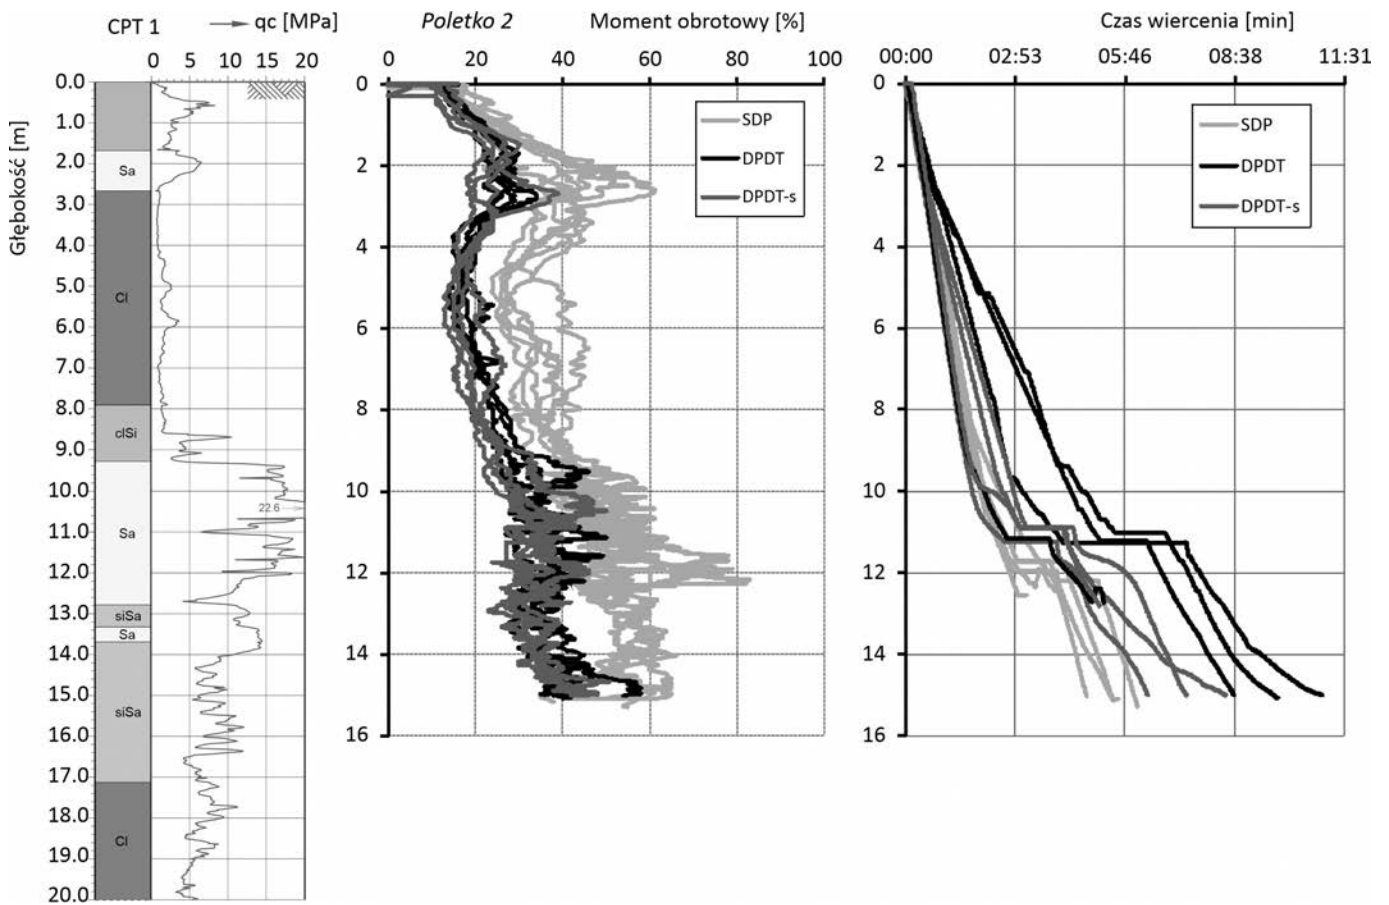 CPT 1
qc [MPa]
0 5 10 15 20
Głębokość [m]
0.0
1.0
2.0
3.0
4.0
5.0
6.0
7.0
8.0
9.0
10.0
11.0
12.0
13.0
14.0
15.0
16.0
17.0
18.0
19.0
20.0
Sa
Cl
clSi
Sa
22.6
siSa
Sa
siSa
Cl
Poletko 2
Moment obrotowy [%]
0 20 40 60 80 100
0
2
4
6
8
10
12
14
16
SDP
DPDT
DPDT-s
Czas wiercenia [min]
00:00 02:53 05:46 08:38 11:31
0
2
4
6
8
10
12
14
16
SDP
DPDT
DPDT-s